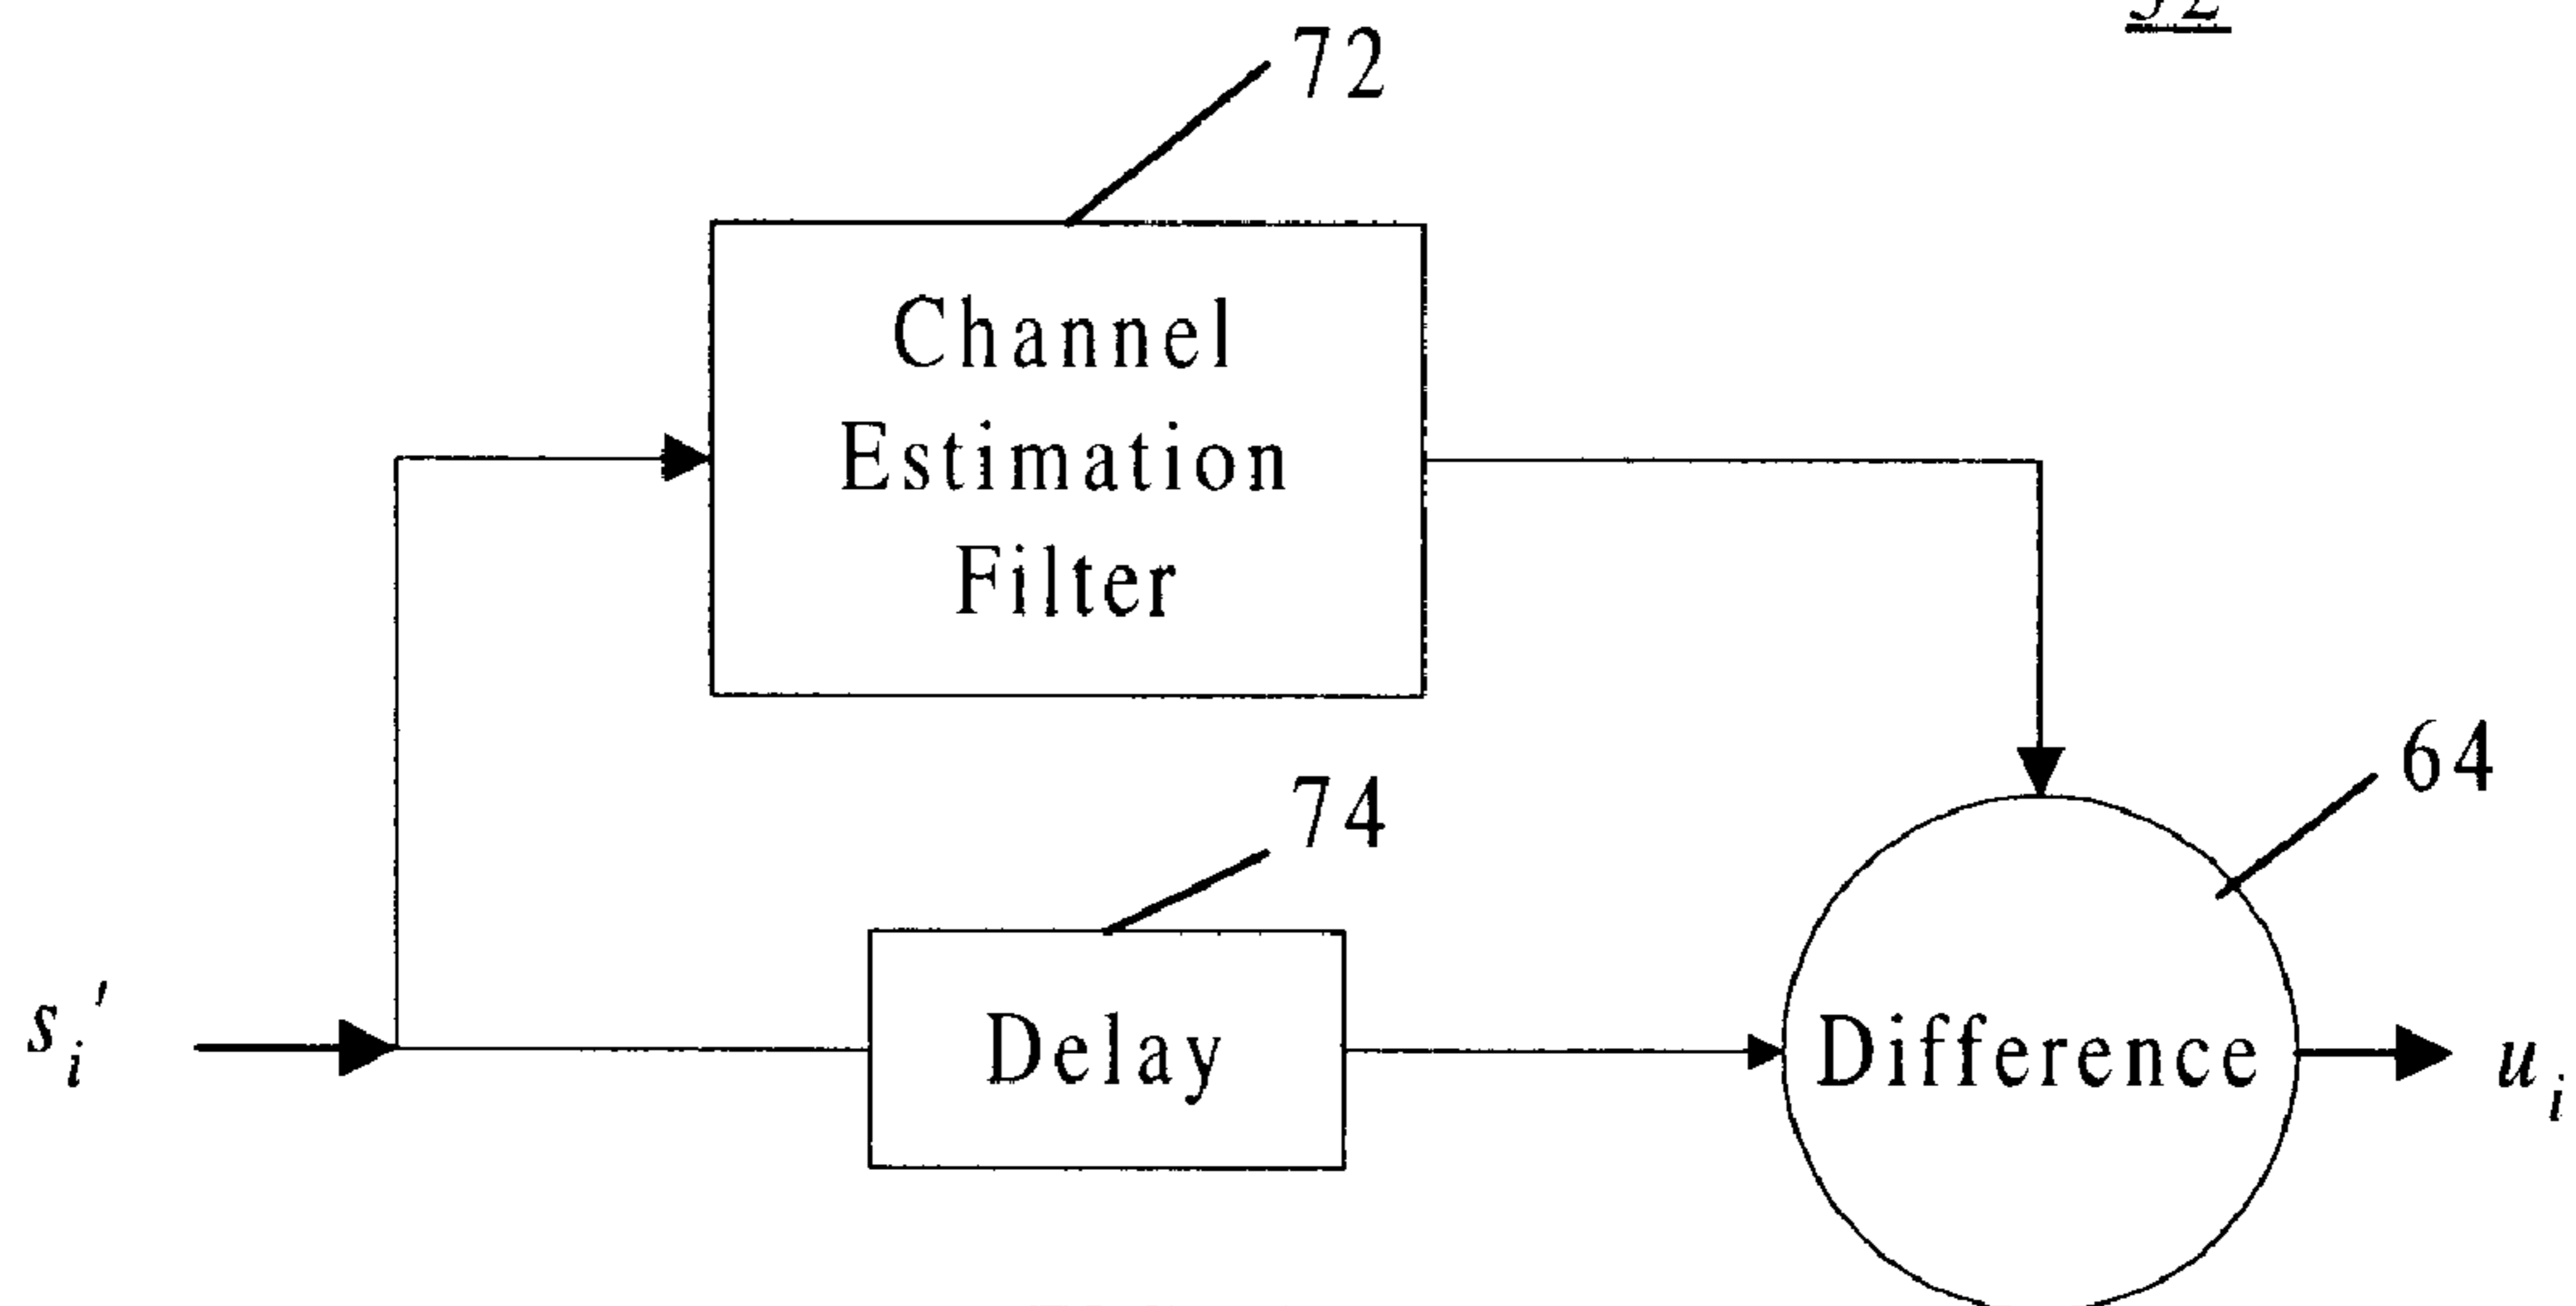 72
Channel
Estimation
Filter
64
74
s_i'
Delay
Difference
u_i